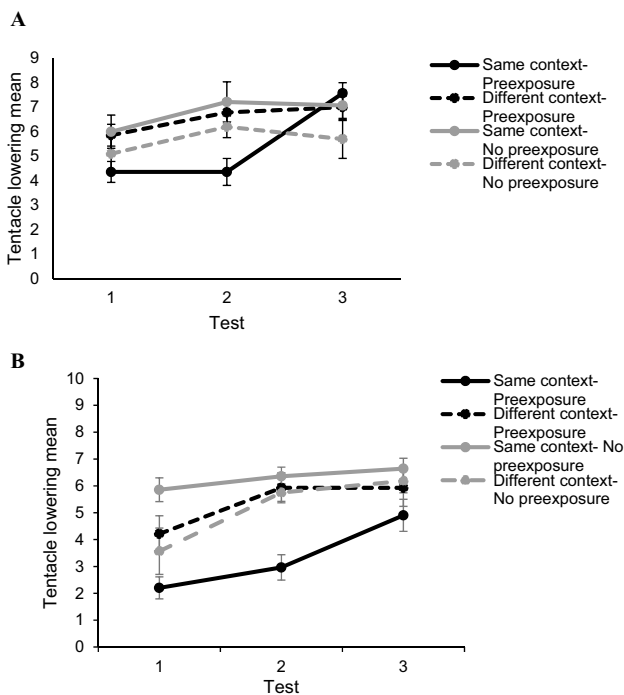 A
9
8
7
6
5
4
3
2
1
0
Tentacle lowering mean
1 2 3
Test
Same context-
Preexposure
Different context-
Preexposure
Same context-
No preexposure
Different context-
No preexposure
B
10
9
8
7
6
5
4
3
2
1
0
Tentacle lowering mean
1 2 3
Test
Same context-
Preexposure
Different context-
Preexposure
Same context- No
preexposure
Different context-
No preexposure